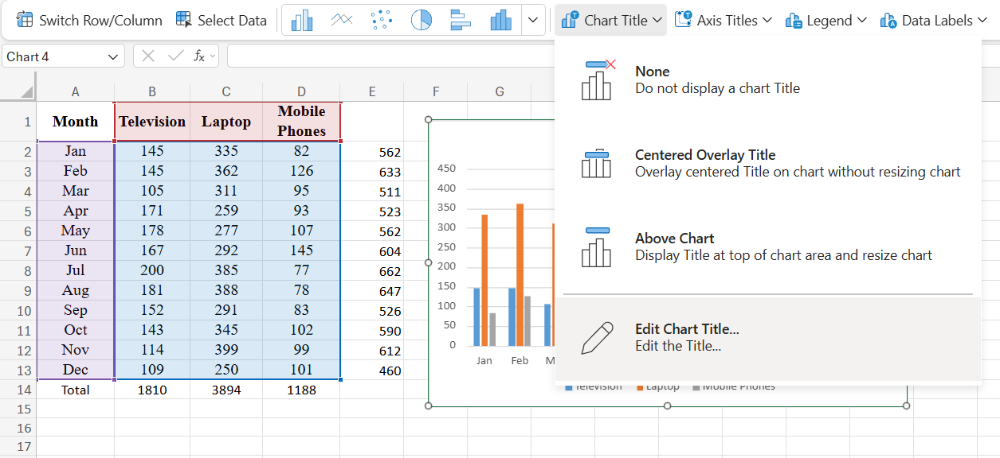 Switch Row/Column Select Data Chart Title Axis Titles Legend Data Labels
Chart 4 fx
A B C D E F G
1 Month Television Laptop Mobile Phones
2 Jan 145 335 82 562
3 Feb 145 362 126 633
4 Mar 105 311 95 511
5 Apr 171 259 93 523
6 May 178 277 107 562
7 Jun 167 292 145 604
8 Jul 200 385 77 662
9 Aug 181 388 78 647
10 Sep 152 291 83 526
11 Oct 143 345 102 590
12 Nov 114 399 99 612
13 Dec 109 250 101 460
14 Total 1810 3894 1188
15
16
17
450
400
350
300
250
200
150
100
50
0
Jan Feb M
Television Laptop Mobile Phones
None
Do not display a chart Title
Centered Overlay Title
Overlay centered Title on chart without resizing chart
Above Chart
Display Title at top of chart area and resize chart
Edit Chart Title...
Edit the Title...